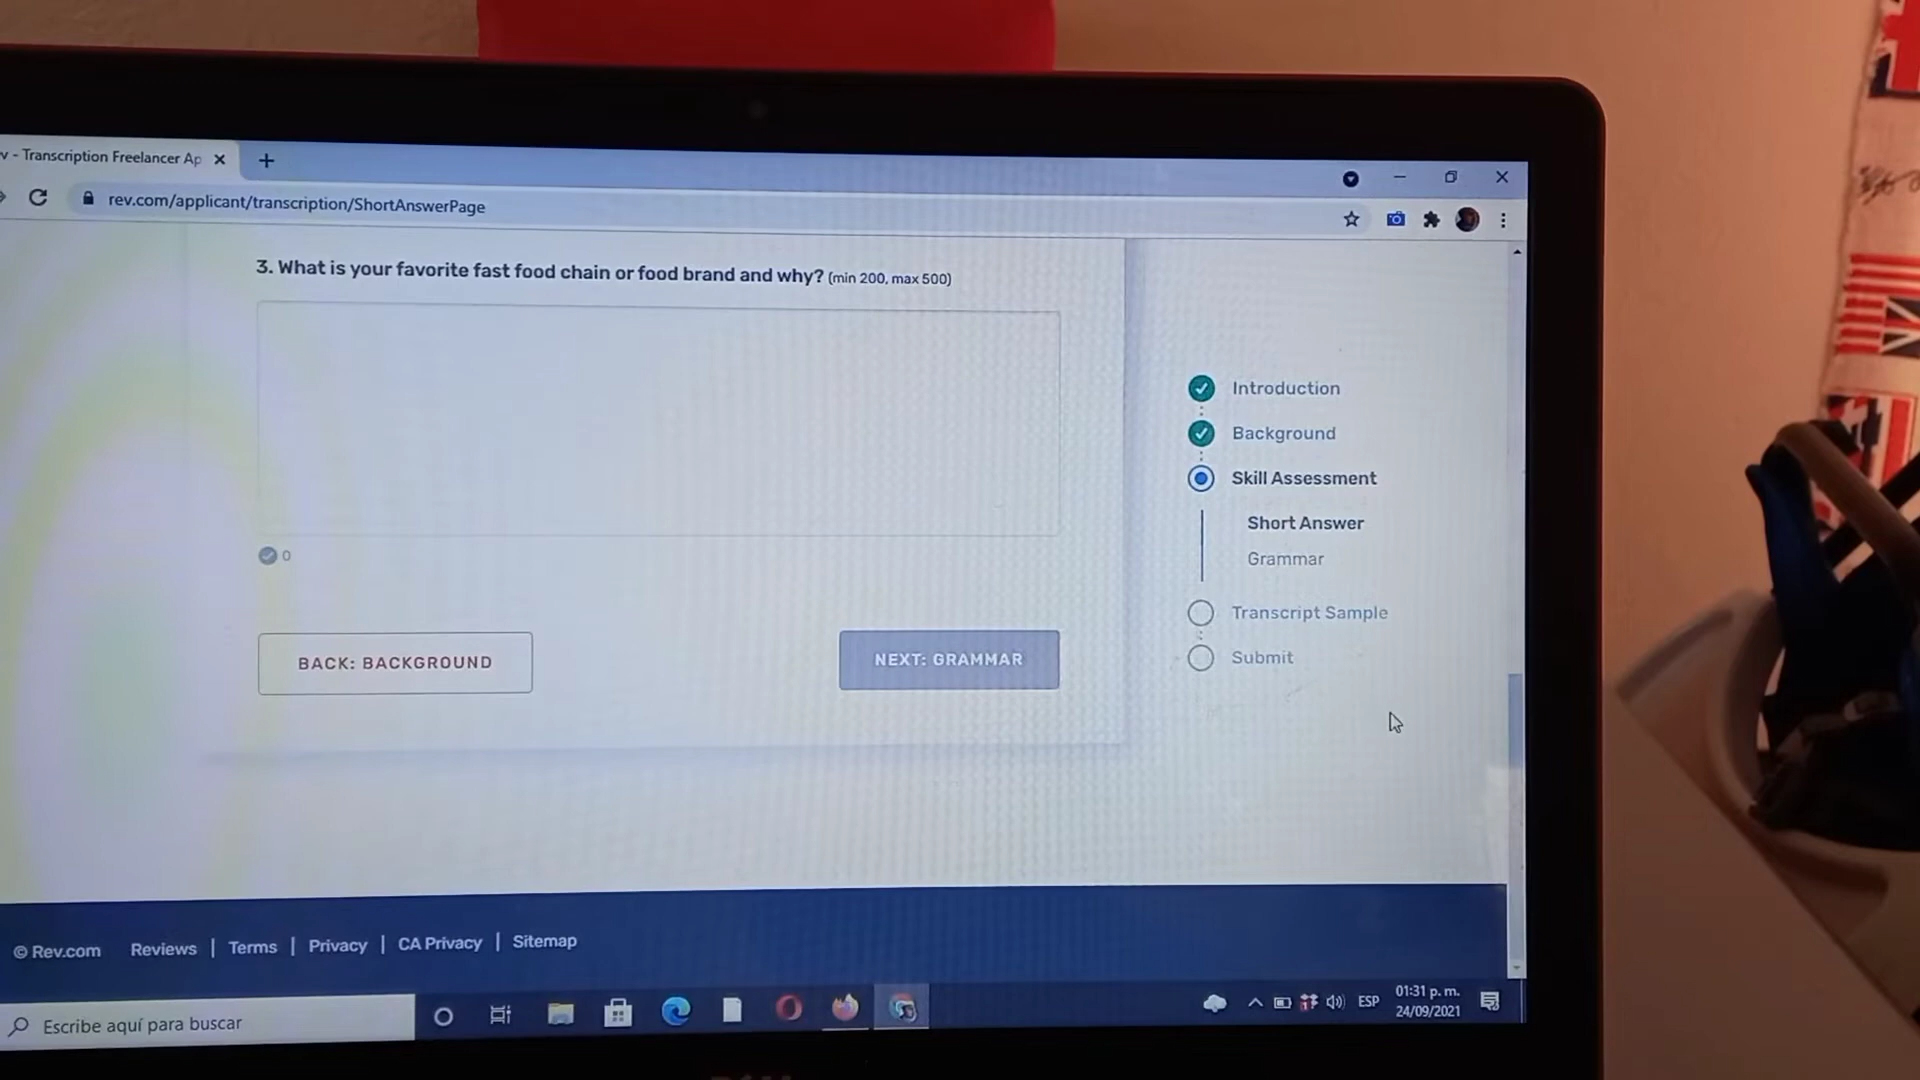 v - Transcription Freelancer Ap
rev.com/applicant/transcription/ShortAnswerPage
3. What is your favorite fast food chain or food brand and why? (min 200, max 500)
0
BACK: BACKGROUND
NEXT: GRAMMAR
Introduction
Background
Skill Assessment
Short Answer
Grammar
Transcript Sample
Submit
© Rev.com Reviews | Terms | Privacy | CA Privacy | Sitemap
Escribe aquí para buscar
ESP
01:31 p. m.
24/09/2021